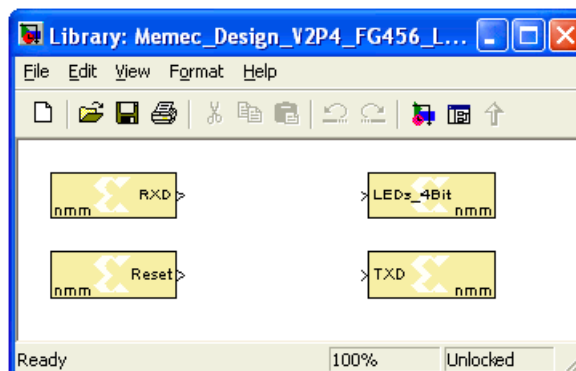 Library: Memec_Design_V2P4_FG456_L...
File Edit View Format Help
RXD
nmm
LEDs_4Bit
nmm
Reset
nmm
TXD
nmm
Ready 100% Unlocked